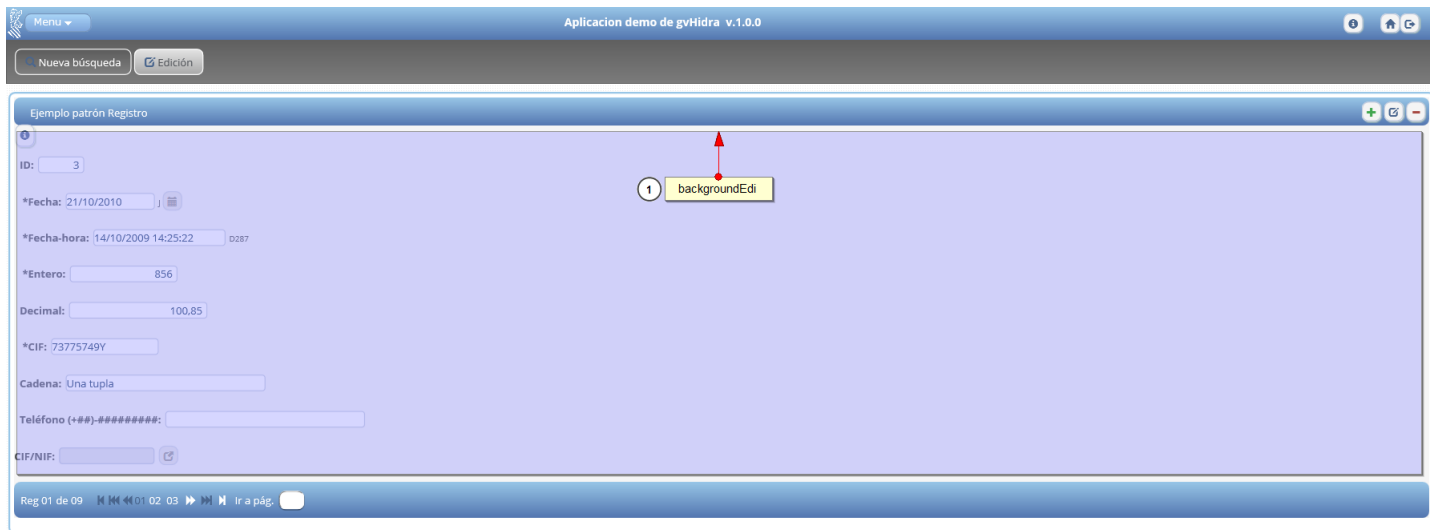 Menu
Aplicacion demo de gvHidra v.1.0.0
Nueva búsqueda
Edición
Ejemplo patrón Registro
ID: 3
*Fecha: 21/10/2010 J
*Fecha-hora: 14/10/2009 14:25:22 D287
1 backgroundEdi
*Entero: 856
Decimal: 100,85
*CIF: 73775749Y
Cadena: Una tupla
Teléfono (+##)-#########:
CIF/NIF:
Reg 01 de 09 01 02 03 Ir a pág.